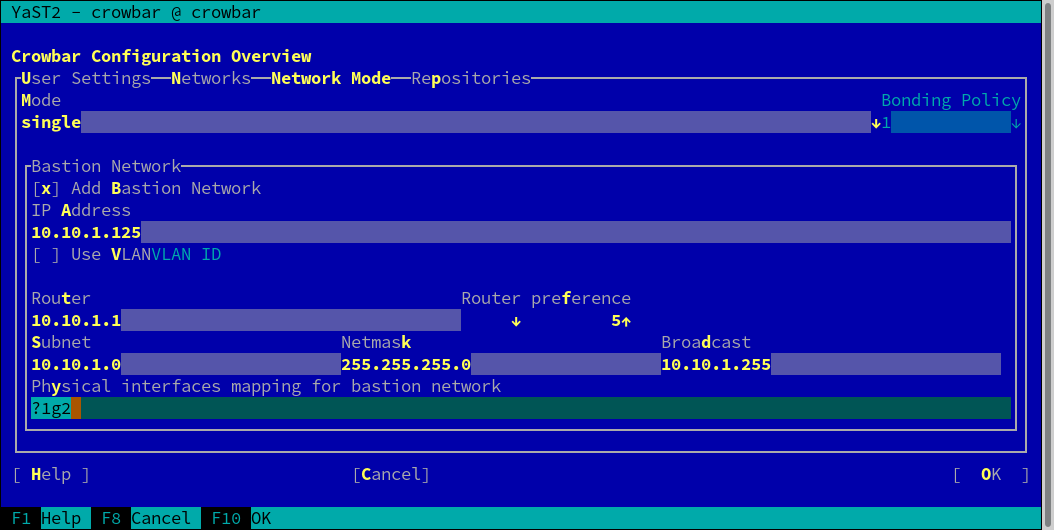 YaST2 - crowbar @ crowbar
Crowbar Configuration Overview
User Settings Networks Network Mode Repositories
Mode Bonding Policy
single ↓ 1 ↓
Bastion Network
[x] Add Bastion Network
IP Address
10.10.1.125
[ ] Use VLAN VLAN ID
Router Router preference
10.10.1.1 ↓ 5↑
Subnet Netmask Broadcast
10.10.1.0 255.255.255.0 10.10.1.255
Physical interfaces mapping for bastion network
?1g2
[ Help ] [Cancel] [ OK ]
F1 Help F8 Cancel F10 OK